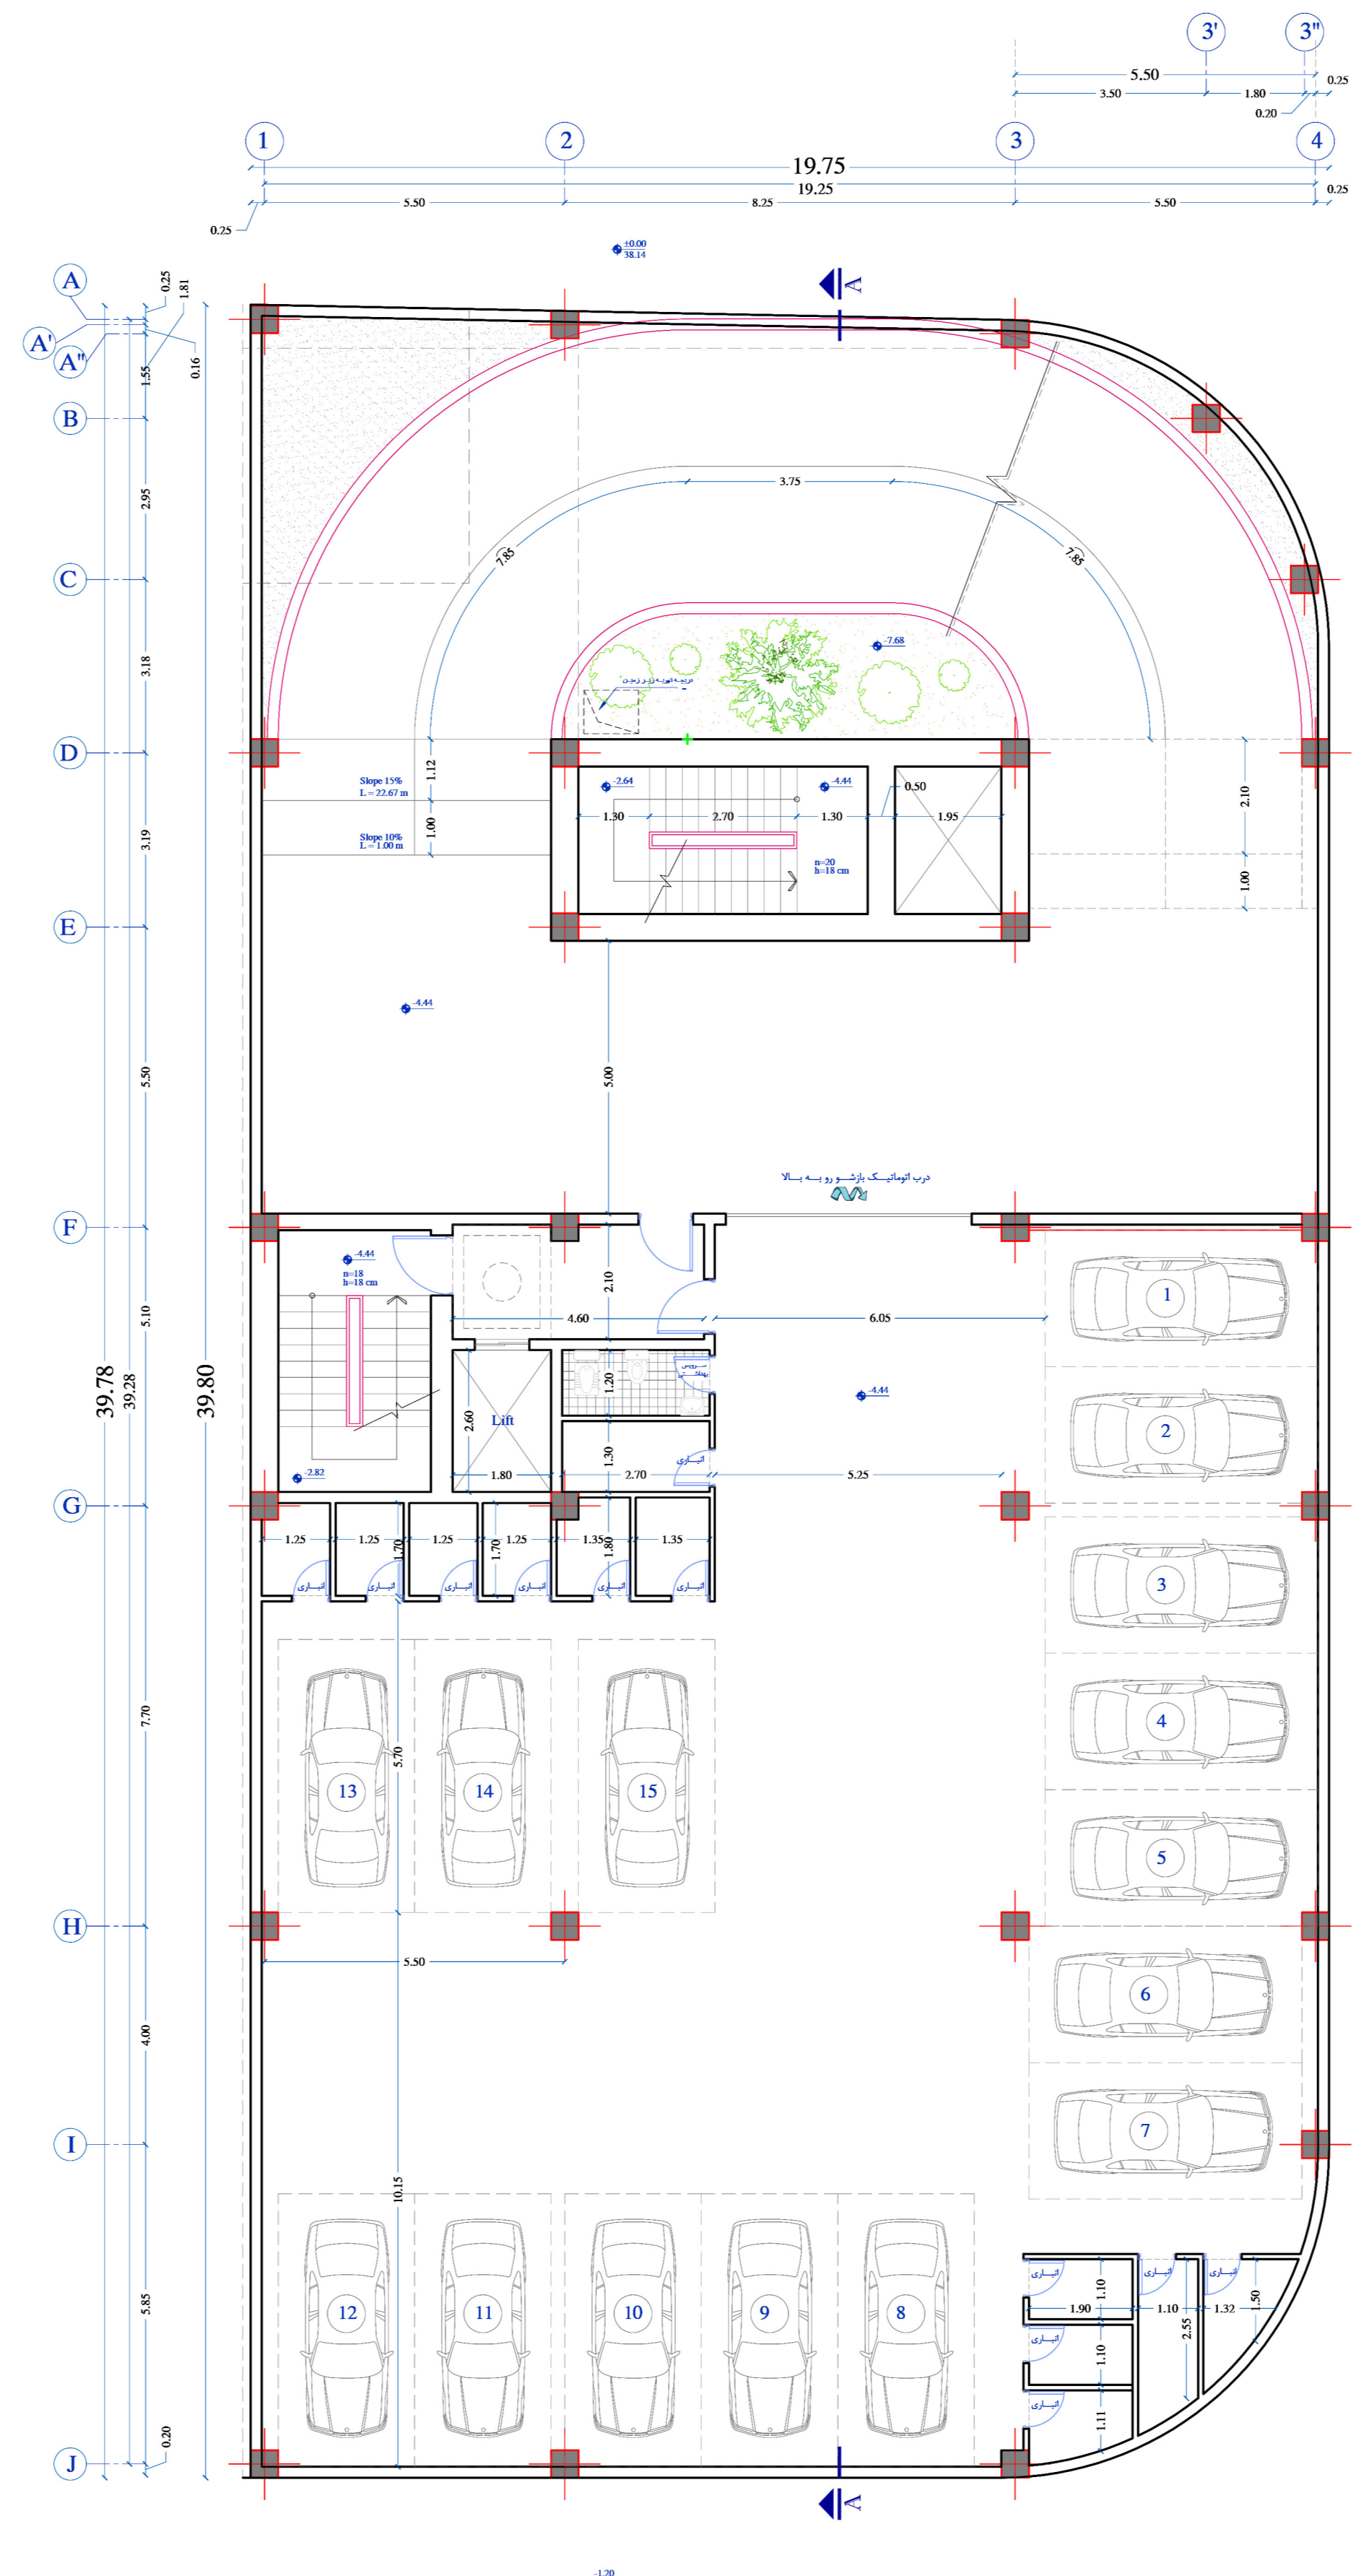 3' 3"
5.50
0.25
3.50 1.80
0.20
1 2 3 4
19.75
19.25
0.25
5.50 8.25 5.50
0.25
±0.00
38.14
A
A
0.25
1.81
A'
A"
0.16
1.55
B
2.95
3.75
7.85
7.85
C
3.18
-7.68
D
Slope 15%
L = 22.67 m
1.12
-2.64
-4.44
0.50
2.10
1.30 2.70 1.30 1.95
3.19
Slope 10%
L = 1.00 m
1.00
n=20
h=18 cm
1.00
E
-4.44
5.50
5.00
درب اتوماتیک بازشو رو به بالا
F
-4.44
n=18
h=18 cm
2.10
1
4.60
6.05
5.10
39.78
39.28
39.80
1.20
سرویس
بهداشتی
-4.44
2.60
Lift
2
1.30
انباری
-2.82
1.80 2.70 5.25
G
1.25 1.25 1.25 1.25 1.35 1.35
1.70 1.70 1.80
3
انباری انباری انباری انباری انباری انباری
4
7.70
5.70
13 14 15
5
H
5.50
6
4.00
I
7
10.15
5.85
انباری انباری انباری
1.10
1.50
12 11 10 9 8
1.90 1.10 1.32
2.55
انباری
1.10
انباری
1.11
0.20
J
A
-1.20